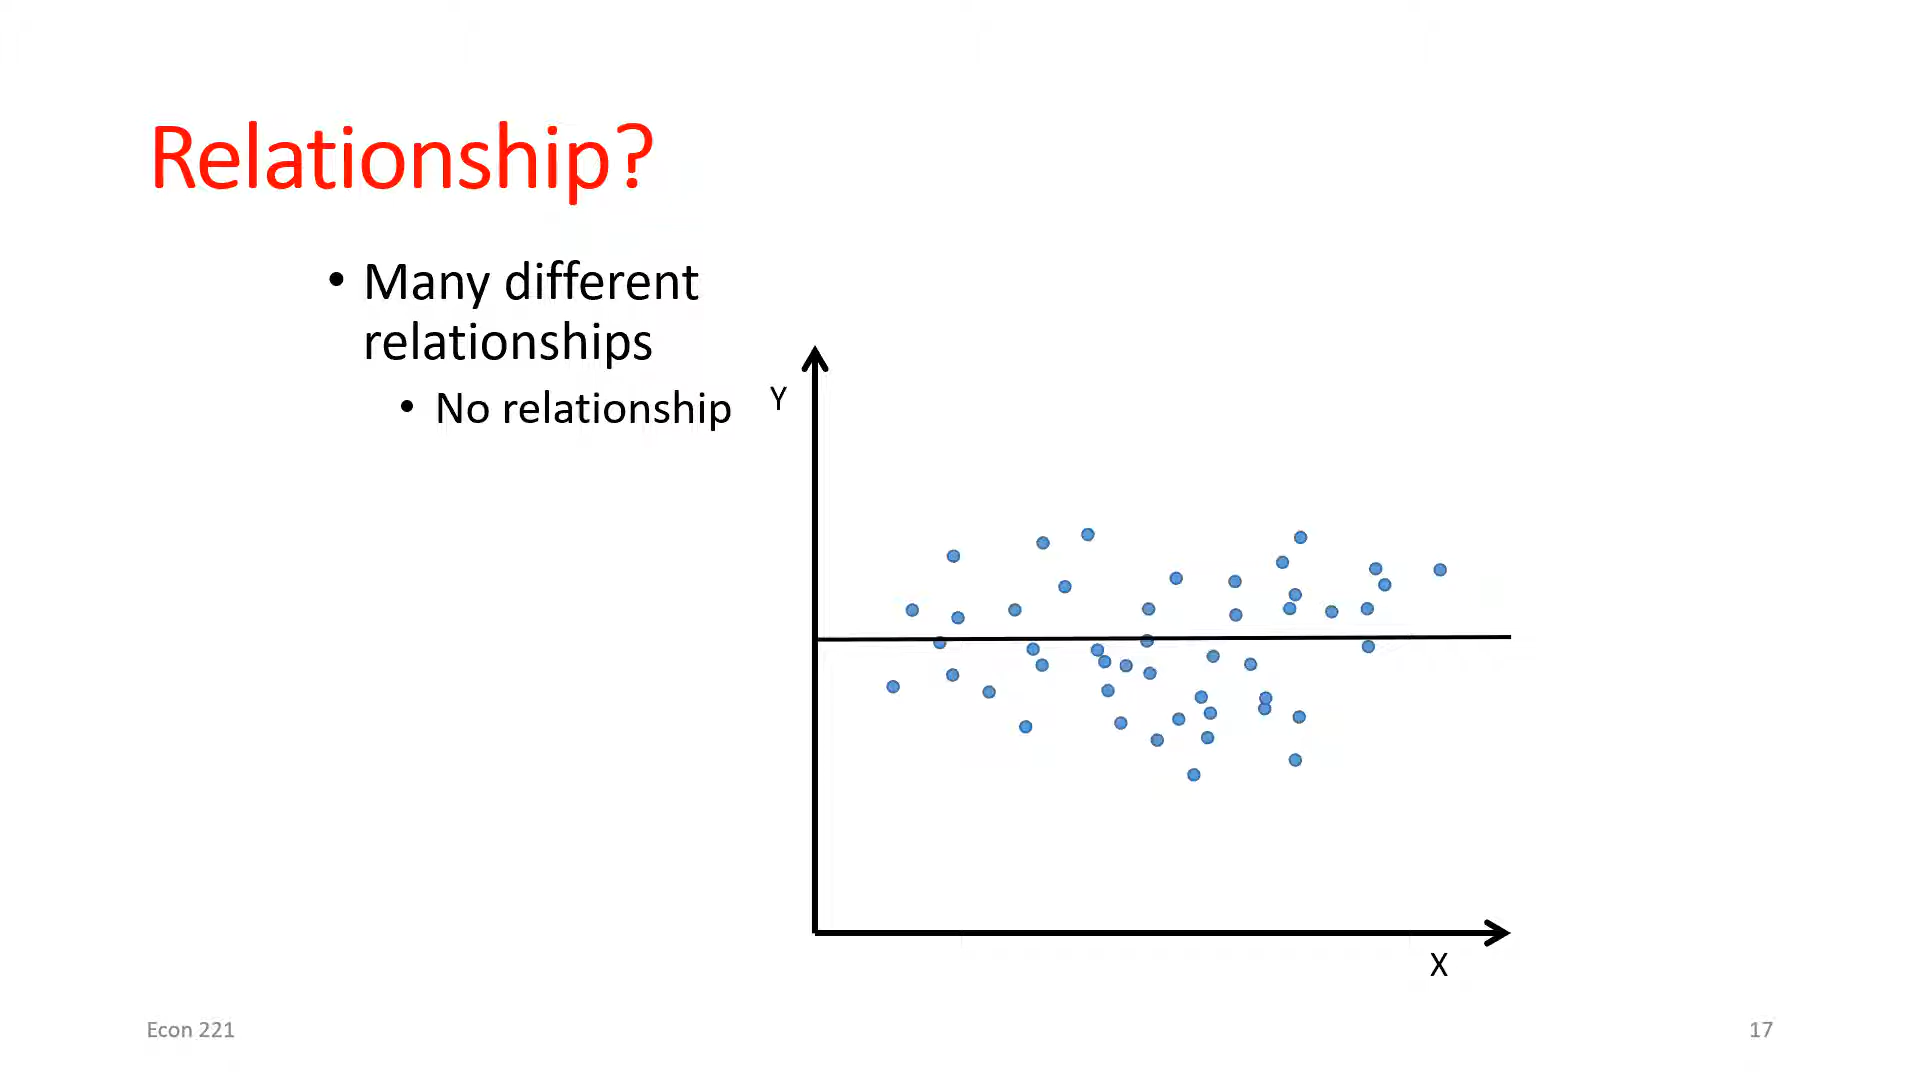 Relationship?
• Many different
relationships
• No relationship
Y
X
Econ 221
17